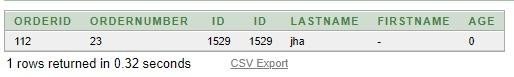 ORDERID ORDERNUMBER ID ID LASTNAME FIRSTNAME AGE
112 23 1529 1529 jha - 0
1 rows returned in 0.32 seconds CSV Export